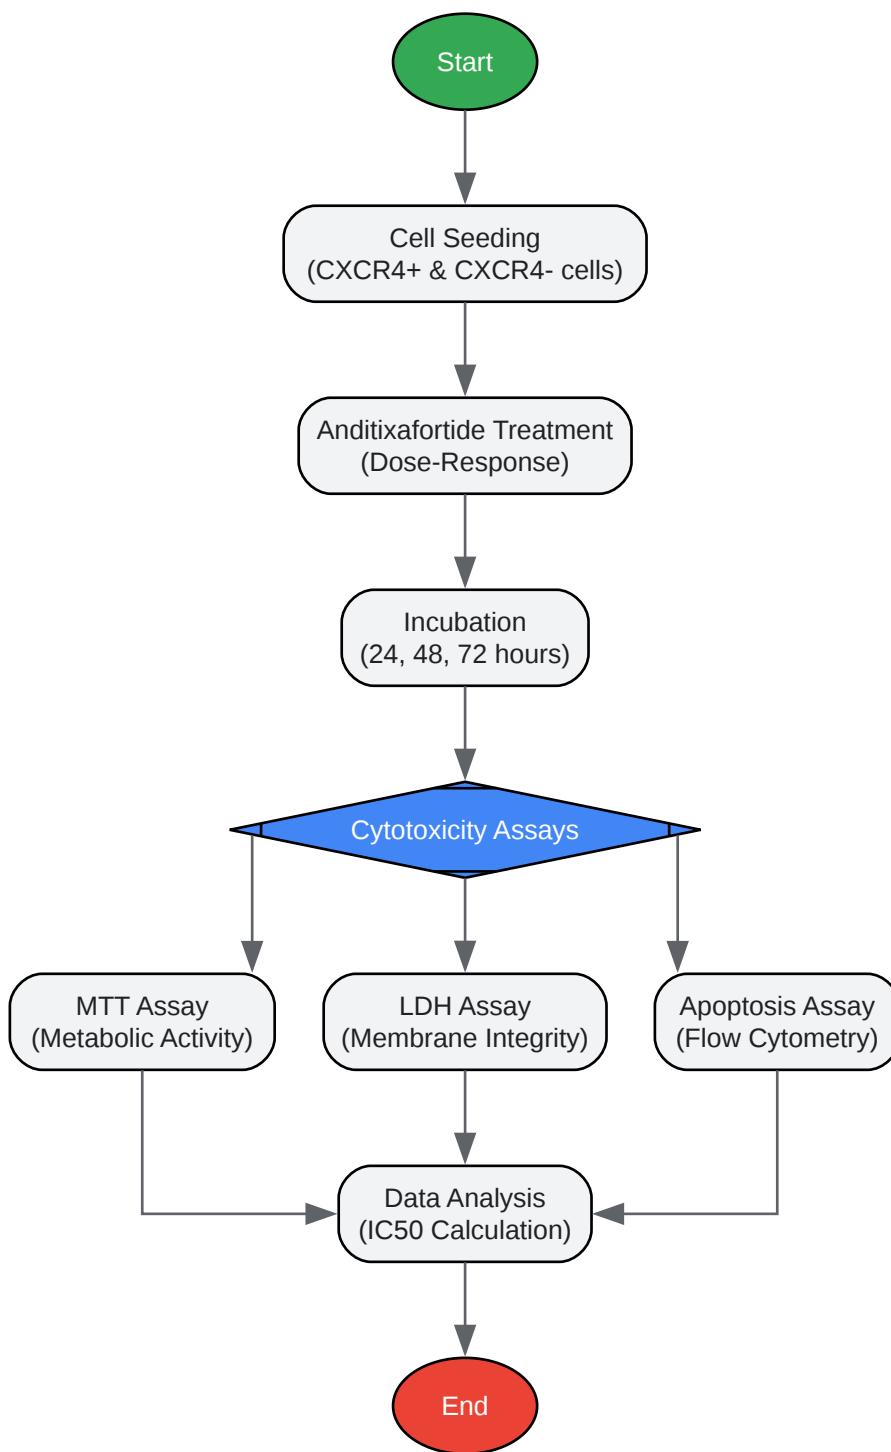 Start
Cell Seeding
(CXCR4+ & CXCR4- cells)
Anditixafortide Treatment
(Dose-Response)
Incubation
(24, 48, 72 hours)
Cytotoxicity Assays
MTT Assay
(Metabolic Activity)
LDH Assay
(Membrane Integrity)
Apoptosis Assay
(Flow Cytometry)
Data Analysis
(IC50 Calculation)
End